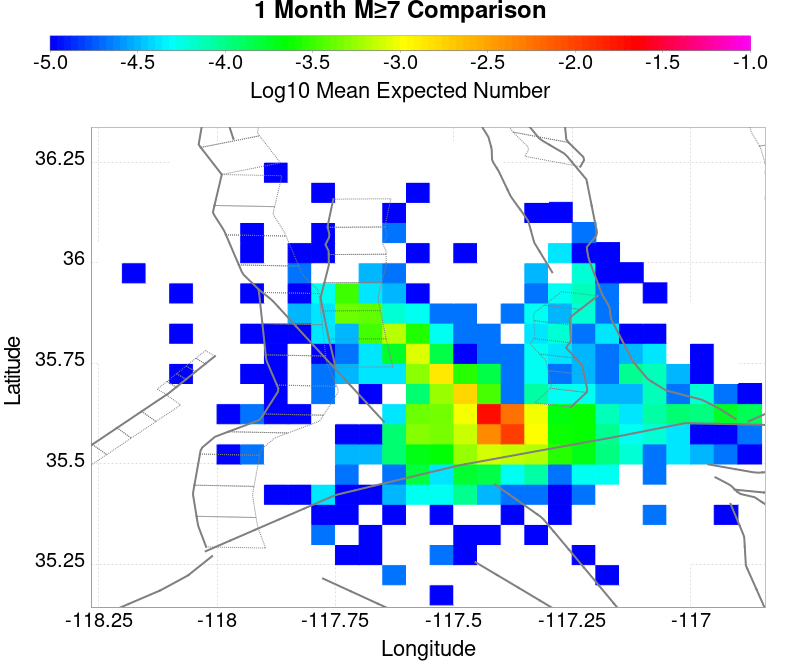 1 Month M≥7 Comparison
-5.0 -4.5 -4.0 -3.5 -3.0 -2.5 -2.0 -1.5 -1.0
Log10 Mean Expected Number
36.25
36
35.75
35.5
35.25
Latitude
-118.25 -118 -117.75 -117.5 -117.25 -117
Longitude